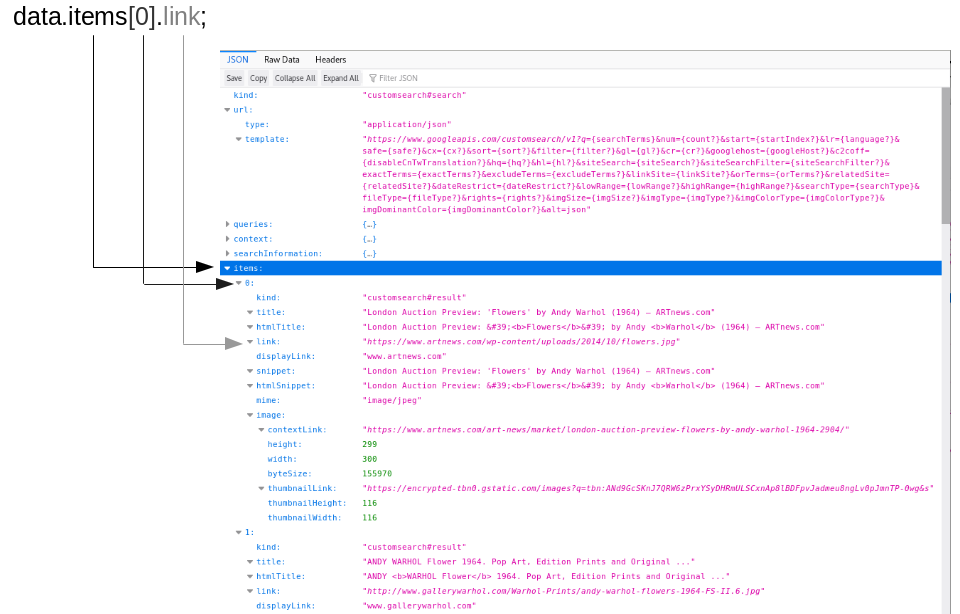 data.items[0].link;
JSON Raw Data Headers
Save Copy Collapse All Expand All Filter JSON
kind: "customsearch#search"
url:
type: "application/json"
template: "https://www.googleapis.com/customsearch/v1?q={searchTerms}&num={count?}&start={startIndex?}&lr={language?}&
safe={safe?}&cx={cx?}&sort={sort?}&filter={filter?}&gl={gl?}&cr={cr?}&googlehost={googleHost?}&c2coff=
{disableCnTwTranslation?}&hq={hq?}&hl={hl?}&siteSearch={siteSearch?}&siteSearchFilter={siteSearchFilter?}&
exactTerms={exactTerms?}&excludeTerms={excludeTerms?}&linkSite={linkSite?}&orTerms={orTerms?}&relatedSite=
{relatedSite?}&dateRestrict={dateRestrict?}&lowRange={lowRange?}&highRange={highRange?}&searchType={searchType}&
fileType={fileType?}&rights={rights?}&imgSize={imgSize?}&imgType={imgType?}&imgColorType={imgColorType?}&
imgDominantColor={imgDominantColor?}&alt=json"
queries: {…}
context: {…}
searchInformation: {…}
items:
0:
kind: "customsearch#result"
title: "London Auction Preview: 'Flowers' by Andy Warhol (1964) – ARTnews.com"
htmlTitle: "London Auction Preview: &#39;<b>Flowers</b>&#39; by Andy <b>Warhol</b> (1964) – ARTnews.com"
link: "https://www.artnews.com/wp-content/uploads/2014/10/flowers.jpg"
displayLink: "www.artnews.com"
snippet: "London Auction Preview: 'Flowers' by Andy Warhol (1964) – ARTnews.com"
htmlSnippet: "London Auction Preview: &#39;<b>Flowers</b>&#39; by Andy <b>Warhol</b> (1964) – ARTnews.com"
mime: "image/jpeg"
image:
contextLink: "https://www.artnews.com/art-news/market/london-auction-preview-flowers-by-andy-warhol-1964-2904/"
height: 299
width: 300
byteSize: 155970
thumbnailLink: "https://encrypted-tbn0.gstatic.com/images?q=tbn:ANd9GcSKnJ7QRW6zPrxYSyDHRmULSCxnAp8lBDFpvJadmeu8ngLv0pJmnTP-0wg&s"
thumbnailHeight: 116
thumbnailWidth: 116
1:
kind: "customsearch#result"
title: "ANDY WARHOL Flower 1964. Pop Art, Edition Prints and Original ..."
htmlTitle: "ANDY <b>WARHOL Flower</b> 1964. Pop Art, Edition Prints and Original ..."
link: "http://www.gallerywarhol.com/Warhol-Prints/andy-warhol-flowers-1964-FS-II.6.jpg"
displayLink: "www.gallerywarhol.com"